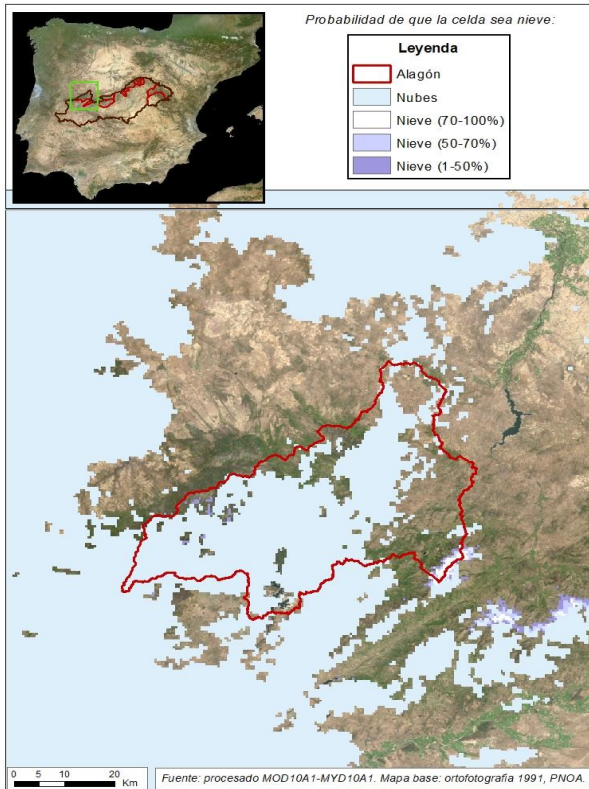 Probabilidad de que la celda sea nieve:
Leyenda
Alagón
Nubes
Nieve (70-100%)
Nieve (50-70%)
Nieve (1-50%)
0 5 10 20
Km
Fuente: procesado MOD10A1-MYD10A1. Mapa base: ortofotografia 1991, PNOA.